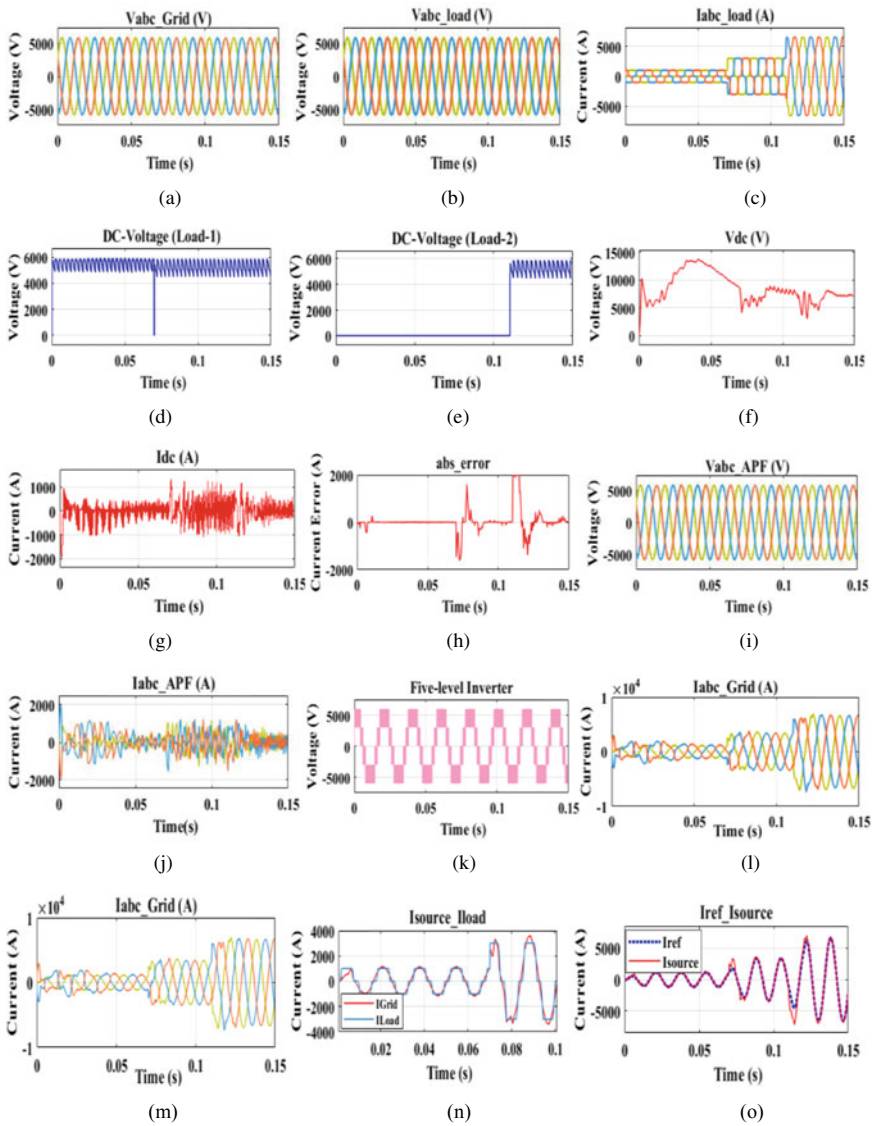 Vabc_Grid (V)
Voltage (V)
5000
0
-5000
0
0.05
0.1
0.15
Time (s)
(a)
Vabc_load (V)
Voltage (V)
5000
0
-5000
0
0.05
0.1
0.15
Time (s)
(b)
Iabc_load (A)
Current (A)
5000
0
-5000
0
0.05
0.1
0.15
Time (s)
(c)
DC-Voltage (Load-1)
Voltage (V)
6000
4000
2000
0
0
0.05
0.1
0.15
Time (s)
(d)
DC-Voltage (Load-2)
Voltage (V)
6000
4000
2000
0
0
0.05
0.1
0.15
Time (s)
(e)
Vdc (V)
Voltage (V)
15000
10000
5000
0
0
0.05
0.1
0.15
Time (s)
(f)
Idc (A)
Current (A)
1000
0
-1000
-2000
0
0.05
0.1
0.15
Time (s)
(g)
abs_error
Current Error (A)
2000
0
-2000
0
0.05
0.1
0.15
Time (s)
(h)
Vabc_APF (V)
Voltage (V)
5000
0
-5000
0
0.05
0.1
0.15
Time (s)
(i)
Iabc_APF (A)
Current (A)
2000
0
-2000
0
0.05
0.1
0.15
Time(s)
(j)
Five-level Inverter
Voltage (V)
5000
0
-5000
0
0.05
0.1
0.15
Time (s)
(k)
Iabc_Grid (A)
×10^4
Current (A)
1
0
-1
0
0.05
0.1
0.15
Time (s)
(l)
Iabc_Grid (A)
×10^4
Current (A)
1
0
-1
0
0.05
0.1
0.15
Time (s)
(m)
Isource_Iload
Current (A)
4000
2000
0
-2000
-4000
IGrid
ILoad
0.02
0.04
0.06
0.08
0.1
Time (s)
(n)
Iref_Isource
Current (A)
5000
0
-5000
Iref
Isource
0
0.05
0.1
0.15
Time (s)
(o)